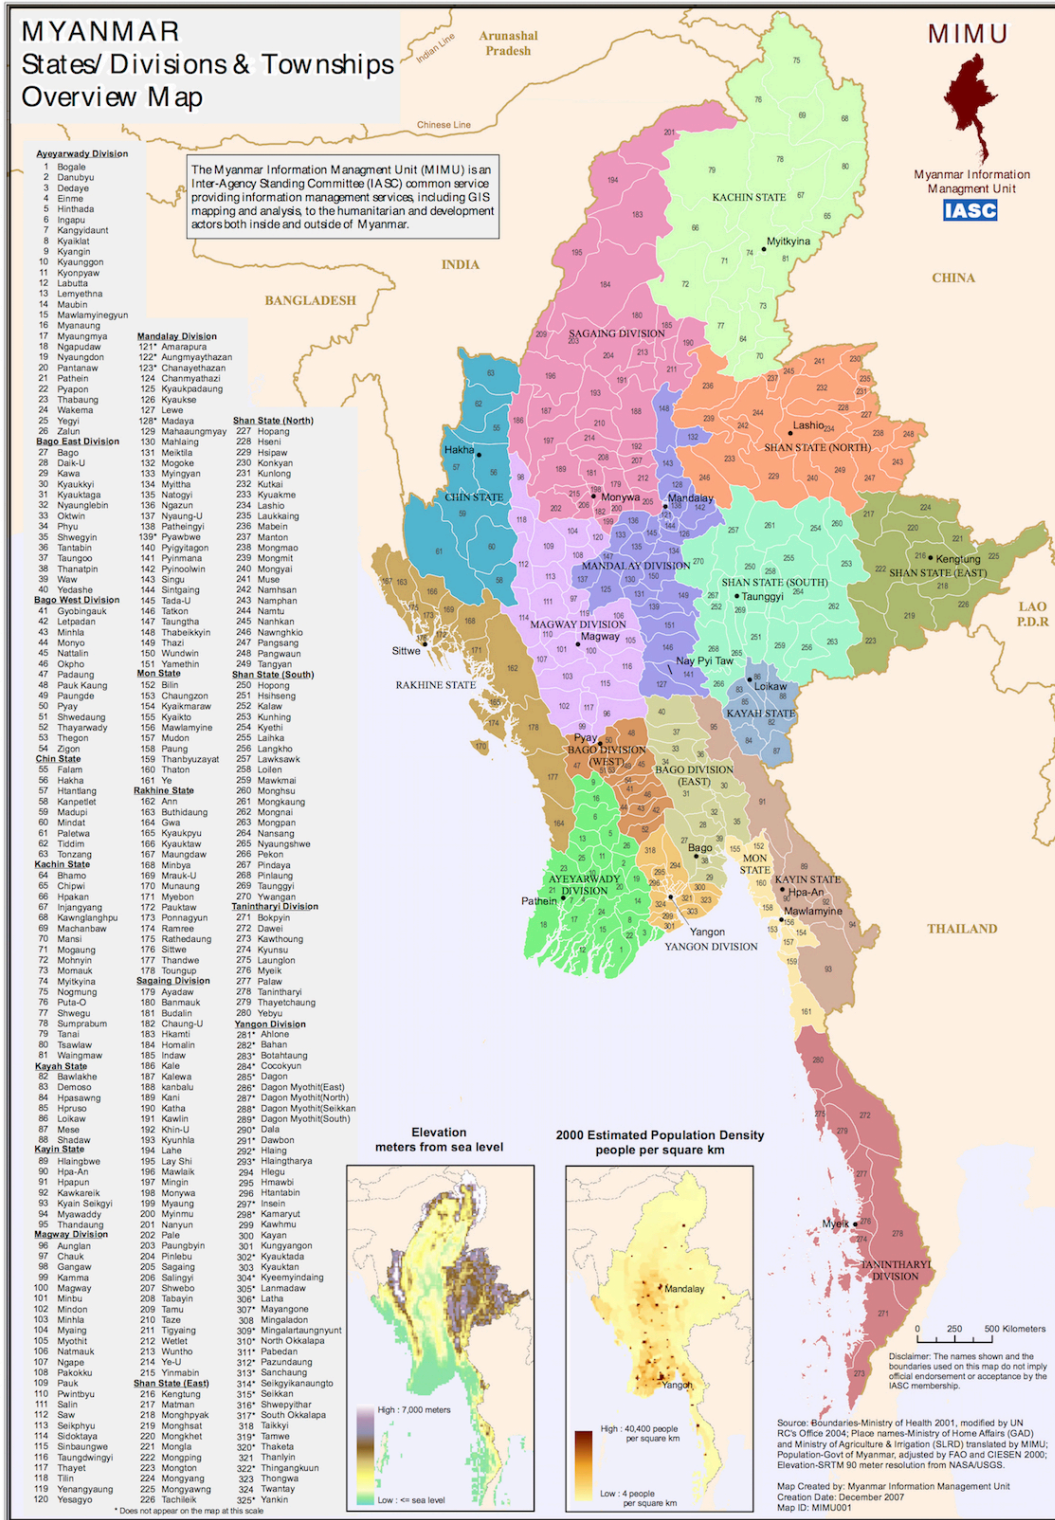 MYANMAR
States/Divisions & Townships
Overview Map
MIMU
Myanmar Information
Managment Unit
IASC
The Myanmar Information Managment Unit (MIMU) is an
Inter-Agency Standing Committee (IASC) common service
providing information management services, including GIS
mapping and analysis, to the humanitarian and development
actors both inside and outside of Myanmar.
Ayeyarwady Division
1 Bogale
2 Danubyu
3 Dedaye
4 Einme
5 Hinthada
6 Ingapu
7 Kangyidaunt
8 Kyaiklat
9 Kyangin
10 Kyaunggon
11 Kyonpyaw
12 Labutta
13 Lemyethna
14 Maubin
15 Mawlamyinegyun
16 Myanaung
17 Myaungmya
18 Ngapudaw
19 Nyaungdon
20 Pantanaw
21 Pathein
22 Pyapon
23 Thabaung
24 Wakema
25 Yegyi
26 Zalun
Bago East Division
27 Bago
28 Daik-U
29 Kawa
30 Kyaukkyi
31 Kyauktaga
32 Nyaunglebin
33 Oktwin
34 Phyu
35 Shwegyin
36 Tantabin
37 Taungoo
38 Thanatpin
39 Waw
40 Yedashe
Bago West Division
41 Gyobingauk
42 Letpadan
43 Minhla
44 Monyo
45 Nattalin
46 Okpho
47 Padaung
48 Pauk Kaung
49 Paungde
50 Pyay
51 Shwedaung
52 Thayarwady
53 Thegon
54 Zigon
Chin State
55 Falam
56 Hakha
57 Htantlang
58 Kanpetlet
59 Madupi
60 Mindat
61 Paletwa
62 Tiddim
63 Tonzang
Kachin State
64 Bhamo
65 Chipwi
66 Hpakan
67 Injangyang
68 Kawnglanghpu
69 Machanbaw
70 Mansi
71 Mogaung
72 Mohnyin
73 Momauk
74 Myitkyina
75 Nogmung
76 Puta-O
77 Shwegu
78 Sumprabum
79 Tanai
80 Tsawlaw
81 Waingmaw
Kayah State
82 Bawlakhe
83 Demoso
84 Hpasawng
85 Hpruso
86 Loikaw
87 Mese
88 Shadaw
Kayin State
89 Hlaingbwe
90 Hpa-An
91 Hpapun
92 Kawkareik
93 Kyain Seikgyi
94 Myawaddy
95 Thandaung
Magway Division
96 Aunglan
97 Chauk
98 Gangaw
99 Kamma
100 Magway
101 Minbu
102 Mindon
103 Minhla
104 Myaing
105 Myothit
106 Natmauk
107 Ngape
108 Pakokku
109 Pauk
110 Pwintbyu
111 Salin
112 Saw
113 Seikphyu
114 Sidoktaya
115 Sinbaungwe
116 Taungdwingyi
117 Thayet
118 Tilin
119 Yenangyaung
120 Yesagyo
Mandalay Division
121* Amarapura
122* Aungmyaythazan
123* Chanayethazan
124 Chanmyathazi
125 Kyaukpadaung
126 Kyaukse
127 Lewe
128* Madaya
129 Mahaaungmyay
130 Mahlaing
131 Meiktila
132 Mogoke
133 Myingyan
134 Myittha
135 Natogyi
136 Ngazun
137 Nyaung-U
138 Patheingyi
139* Pyawbwe
140 Pyigyitagon
141 Pyinmana
142 Pyinoolwin
143 Singu
144 Sintgaing
145 Tada-U
146 Tatkon
147 Taungtha
148 Thabeikkyin
149 Thazi
150 Wundwin
151 Yamethin
Mon State
152 Bilin
153 Chaungzon
154 Kyaikmaraw
155 Kyaikto
156 Mawlamyine
157 Mudon
158 Paung
159 Thanbyuzayat
160 Thaton
161 Ye
Rakhine State
162 Ann
163 Buthidaung
164 Gwa
165 Kyaukpyu
166 Kyauktaw
167 Maungdaw
168 Minbya
169 Mrauk-U
170 Munaung
171 Myebon
172 Pauktaw
173 Ponnagyun
174 Ramree
175 Rathedaung
176 Sittwe
177 Thandwe
178 Toungup
Sagaing Division
179 Ayadaw
180 Banmauk
181 Budalin
182 Chaung-U
183 Hkamti
184 Homalin
185 Indaw
186 Kale
187 Kalewa
188 kanbalu
189 Kani
190 Katha
191 Kawlin
192 Khin-U
193 Kyunhla
194 Lahe
195 Lay Shi
196 Mawlaik
197 Mingin
198 Monywa
199 Myaung
200 Myinmu
201 Nanyun
202 Pale
203 Paungbyin
204 Pinlebu
205 Sagaing
206 Salingyi
207 Shwebo
208 Tabayin
209 Tamu
210 Taze
211 Tigyaing
212 Wetlet
213 Wuntho
214 Ye-U
215 Yinmabin
Shan State (East)
216 Kengtung
217 Matman
218 Monghpyak
219 Monghsat
220 Mongkhet
221 Mongla
222 Mongping
223 Mongton
224 Mongyang
225 Mongyawng
226 Tachileik
Shan State (North)
227 Hopang
228 Hseni
229 Hsipaw
230 Konkyan
231 Kunlong
232 Kutkai
233 Kyuakme
234 Lashio
235 Laukkaing
236 Mabein
237 Manton
238 Mongmao
239 Mongmit
240 Mongyai
241 Muse
242 Namhsan
243 Namphan
244 Namtu
245 Nanhkan
246 Nawnghkio
247 Pangsang
248 Pangwaun
249 Tangyan
Shan State (South)
250 Hopong
251 Hsihseng
252 Kalaw
253 Kunhing
254 Kyethi
255 Laihka
256 Langkho
257 Lawksawk
258 Loilen
259 Mawkmai
260 Monghsu
261 Mongkaung
262 Mongnai
263 Mongpan
264 Nansang
265 Nyaungshwe
266 Pekon
267 Pindaya
268 Pinlaung
269 Taunggyi
270 Ywangan
Tanintharyi Division
271 Bokpyin
272 Dawei
273 Kawthoung
274 Kyunsu
275 Launglon
276 Myeik
277 Palaw
278 Tanintharyi
279 Thayetchaung
280 Yebyu
Yangon Division
281* Ahlone
282* Bahan
283* Botahtaung
284* Cocokyun
285* Dagon
286* Dagon Myothit(East)
287* Dagon Myothit(North)
288* Dagon Myothit(Seikkan
289* Dagon Myothit(South)
290* Dala
291* Dawbon
292* Hlaing
293* Hlaingtharya
294 Hlegu
295 Hmawbi
296 Htantabin
297* Insein
298* Kamaryut
299 Kawhmu
300 Kayan
301 Kungyangon
302* Kyauktada
303 Kyauktan
304* Kyeemyindaing
305* Lanmadaw
306* Latha
307* Mayangone
308 Mingaladon
309* Mingalartaungnyunt
310* North Okkalapa
311* Pabedan
312* Pazundaung
313* Sanchaung
314* Seikgyikanaungto
315* Seikkan
316* Shwepyithar
317* South Okkalapa
318 Taikkyi
319* Tamwe
320* Thaketa
321 Thanlyin
322* Thingangkuun
323 Thongwa
324 Twantay
325* Yankin
* Does not appear on the map at this scale
Arunashal
Pradesh
Indian Line
Chinese Line
INDIA
BANGLADESH
CHINA
LAO
P.D.R
THAILAND
KACHIN STATE
Myitkyina
SAGAING DIVISION
Hakha
CHIN STATE
Monywa
Mandalay
MANDALAY DIVISION
Lashio
SHAN STATE (NORTH)
SHAN STATE (SOUTH)
Taunggyi
Kengtung
SHAN STATE (EAST)
MAGWAY DIVISION
Magway
Sittwe
RAKHINE STATE
Nay Pyi Taw
Loikaw
KAYAH STATE
Pyay
BAGO DIVISION
(WEST)
BAGO DIVISION
(EAST)
Bago
AYEYARWADY
DIVISION
Pathein
Yangon
YANGON DIVISION
MON
STATE
KAYIN STATE
Hpa-An
Mawlamyine
Myeik
TANINTHARYI
DIVISION
0 250 500 Kilometers
Elevation
meters from sea level
High : 7,000 meters
Low : <= sea level
2000 Estimated Population Density
people per square km
Mandalay
Yangon
High : 40,400 people
per square km
Low : 4 people
per square km
Disclaimer: The names shown and the
boundaries used on this map do not imply
official endorsement or acceptance by the
IASC membership.
Source: Boundaries-Ministry of Health 2001, modified by UN
RC's Office 2004; Place names-Ministry of Home Affairs (GAD)
and Ministry of Agriculture & Irrigation (SLRD) translated by MIMU;
Population-Govt of Myanmar, adjusted by FAO and CIESEN 2000;
Elevation-SRTM 90 meter resolution from NASA/USGS.
Map Created by: Myanmar Information Management Unit
Creation Date: December 2007
Map ID: MIMU001